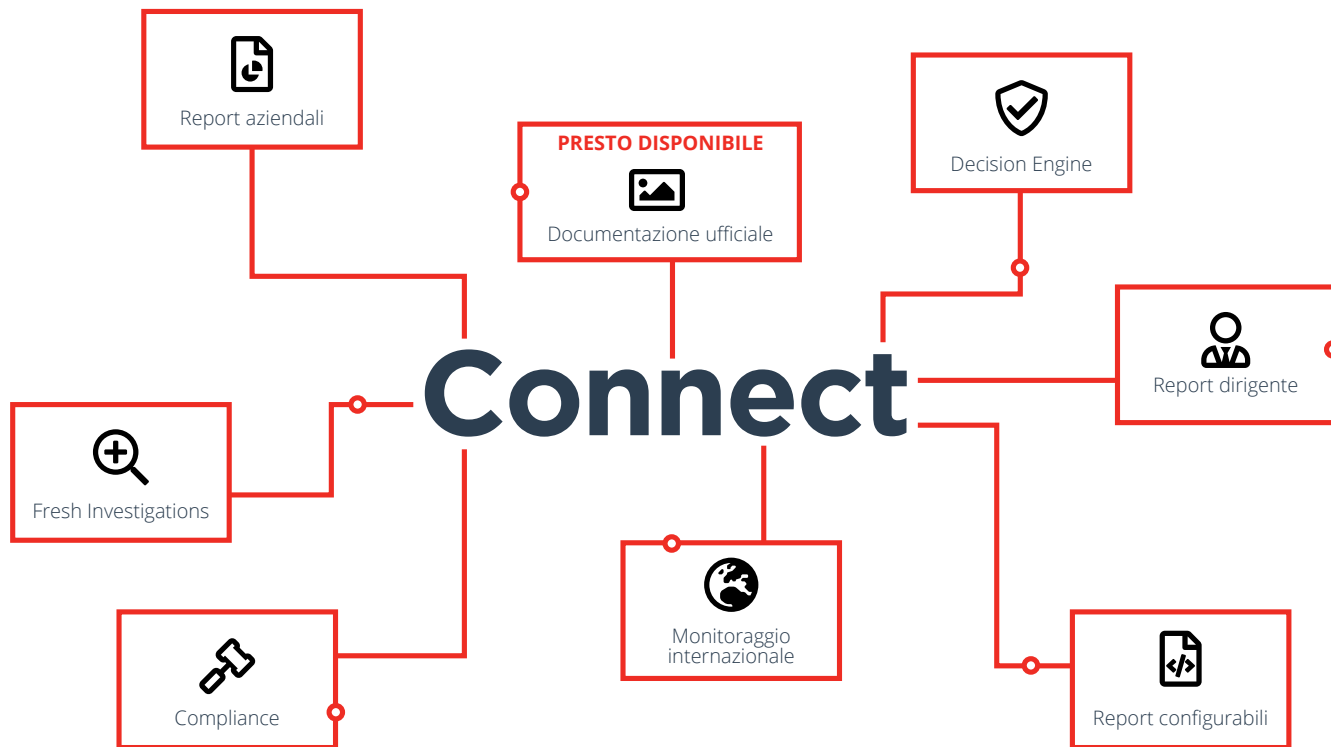 Report aziendali
PRESTO DISPONIBILE
Documentazione ufficiale
Decision Engine
Connect
Report dirigente
Fresh Investigations
Monitoraggio
internazionale
Compliance
Report configurabili